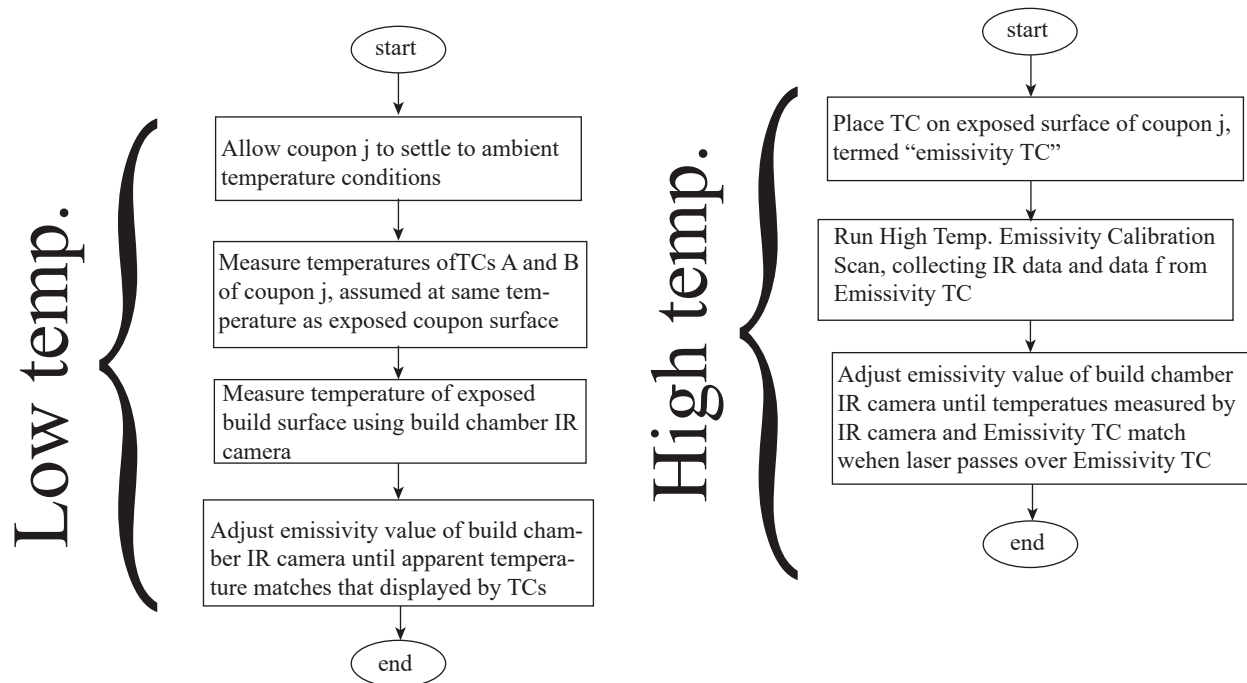 Low temp.
start
Allow coupon j to settle to ambient
temperature conditions
Measure temperatures ofTCs A and B
of coupon j, assumed at same tem-
perature as exposed coupon surface
Measure temperature of exposed
build surface using build chamber IR
camera
Adjust emissivity value of build cham-
ber IR camera until apparent tempera-
ture matches that displayed by TCs
end
High temp.
start
Place TC on exposed surface of coupon j,
termed “emissivity TC”
Run High Temp. Emissivity Calibration
Scan, collecting IR data and data f rom
Emissivity TC
Adjust emissivity value of build chamber
IR camera until temperatues measured by
IR camera and Emissivity TC match
wehen laser passes over Emissivity TC
end